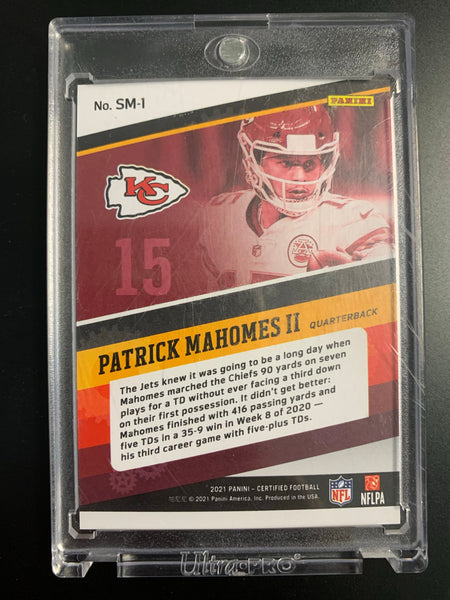 No. SM-1
PANINI
KC
15
PATRICK MAHOMES II QUARTERBACK
The Jets knew it was going to be a long day when
Mahomes marched the Chiefs 90 yards on seven
plays for a TD without ever facing a third down
on their first possession. It didn't get better:
Mahomes finished with 416 passing yards and
five TDs in a 35-9 win in Week 8 of 2020 —
his third career game with five-plus TDs.
2021 PANINI - CERTIFIED FOOTBALL
© 2021 Panini America, Inc. Produced in the USA.
NFL
NFLPA
Ultra-PRO®